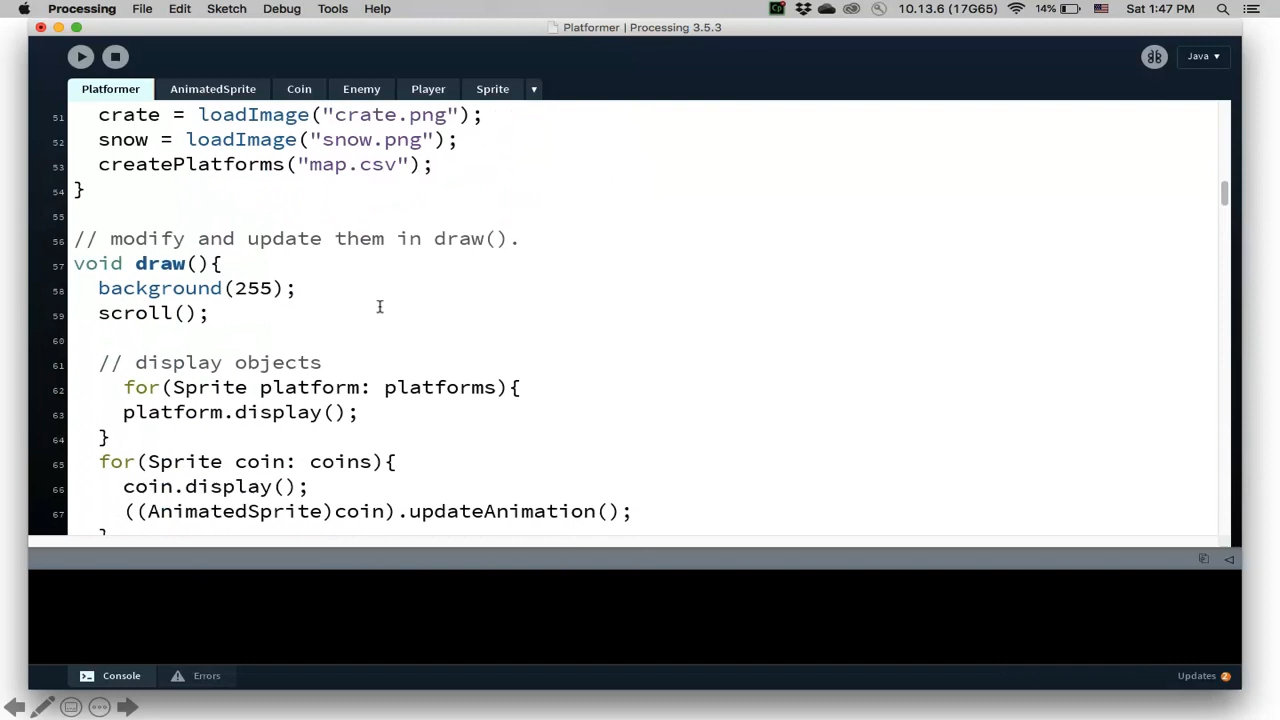 Processing File Edit Sketch Debug Tools Help 10.13.6 (17G65) 14% Sat 1:47 PM
Platformer | Processing 3.5.3
Java ▾
Platformer AnimatedSprite Coin Enemy Player Sprite ▾
51 crate = loadImage("crate.png");
52 snow = loadImage("snow.png");
53 createPlatforms("map.csv");
54 }
55
56 // modify and update them in draw().
57 void draw(){
58 background(255);
59 scroll();
60
61 // display objects
62 for(Sprite platform: platforms){
63 platform.display();
64 }
65 for(Sprite coin: coins){
66 coin.display();
67 ((AnimatedSprite)coin).updateAnimation();
}
Console Errors Updates 2